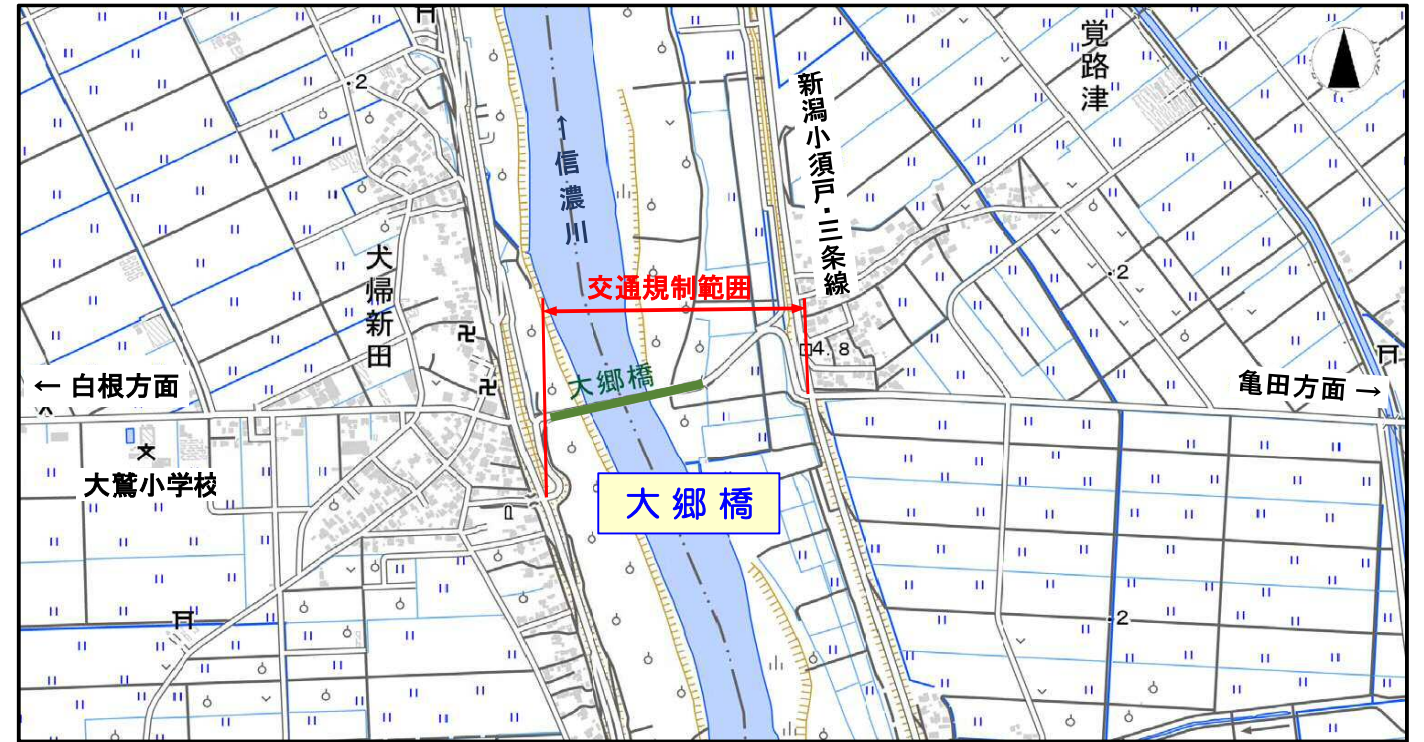 覚路津
新潟小須戸・三条線
・2
←信濃川
犬帰新田
交通規制範囲
・2
4.8
大郷橋
← 白根方面
亀田方面 →
大鷲小学校
大郷橋
・2